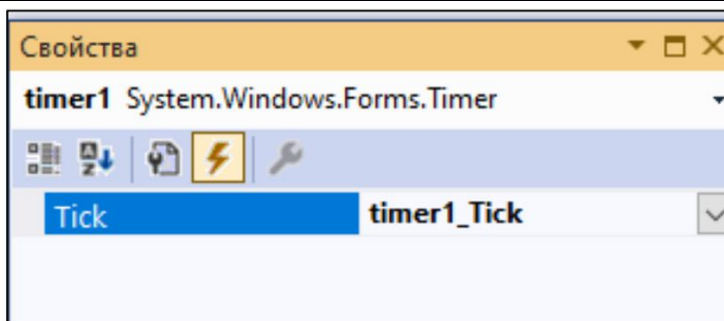 Свойства
timer1 System.Windows.Forms.Timer
Tick timer1_Tick